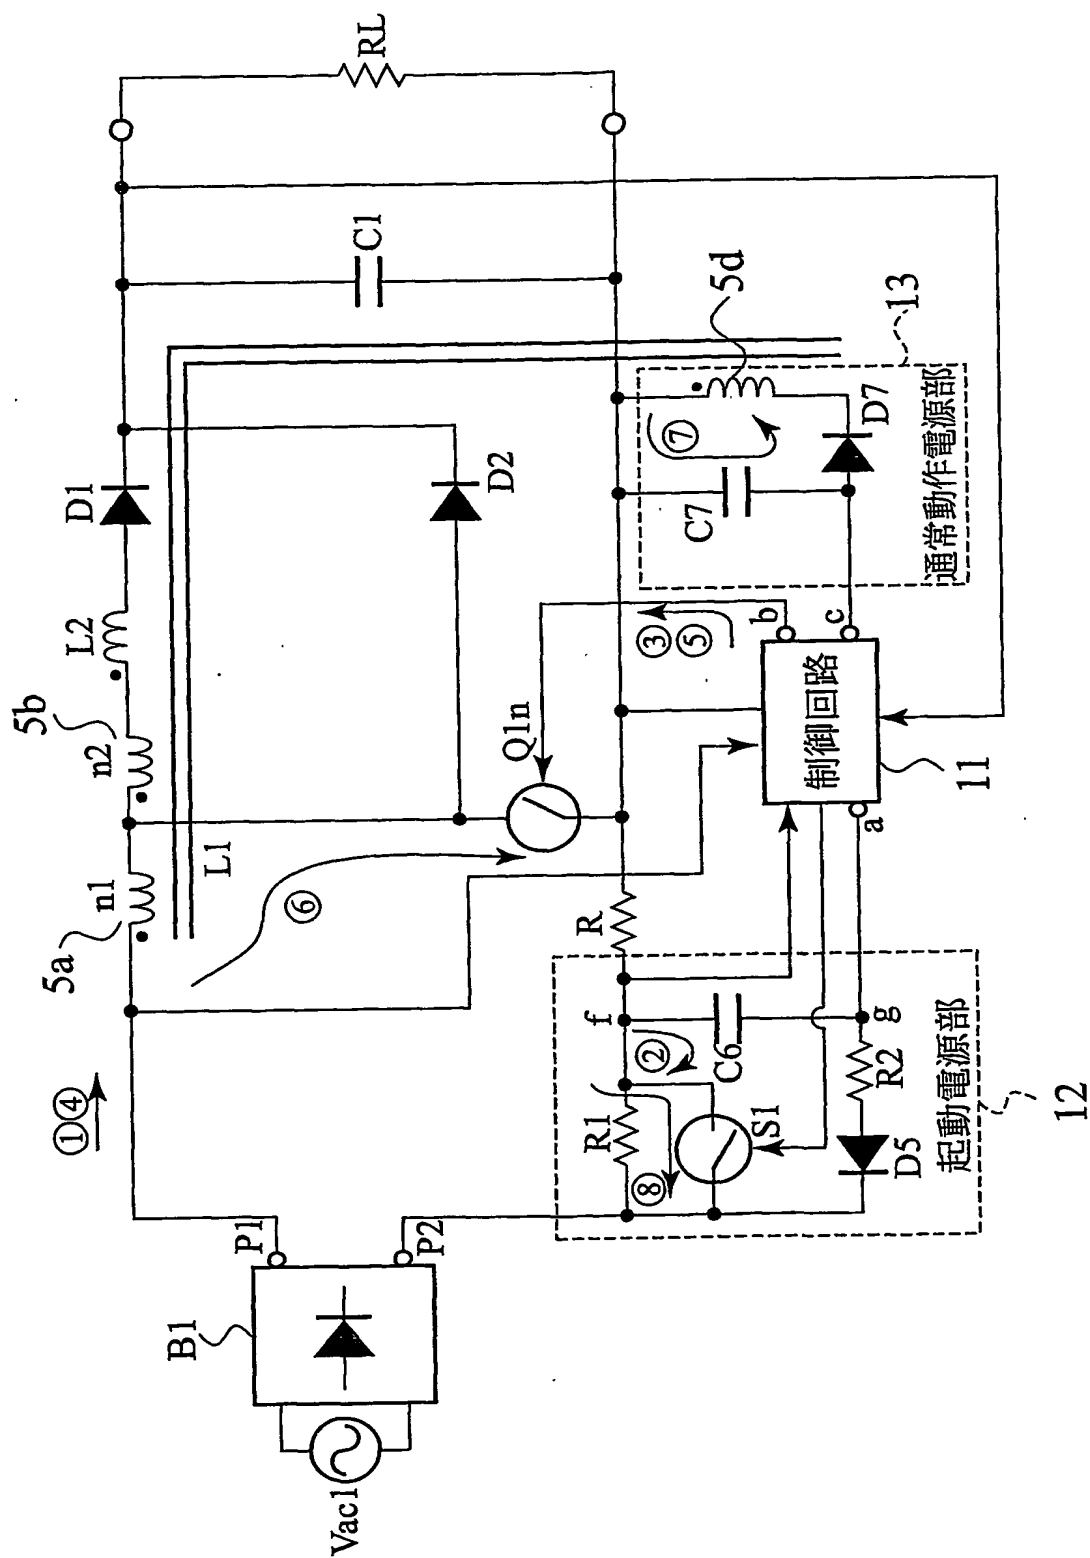 Vac1
B1
P1
P2
①④
5a
n1
L1
⑥
n2
5b
L2
D1
D2
Q1n
C1
RL
R
f
②
C6
R1
⑧
S1
D5
R2
g
a
起動電源部
12
制御回路
11
③
⑤
b
c
C7
⑦
D7
5d
通常動作電源部
13